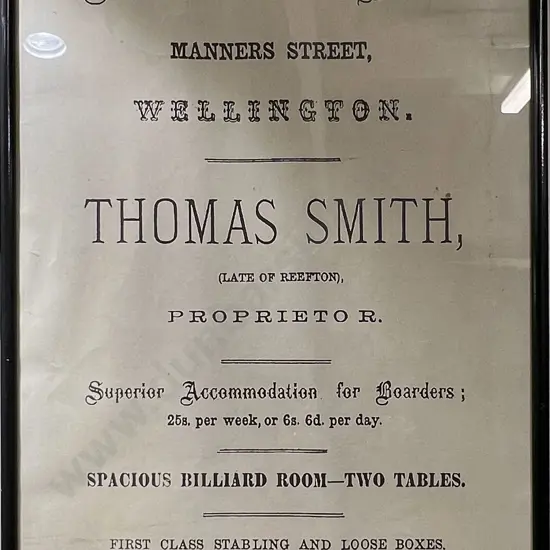 MANNERS STREET,
WELLINGTON.
THOMAS SMITH,
(LATE OF REEFTON),
PROPRIETOR.
Superior Accommodation for Boarders;
25s. per week, or 6s. 6d. per day.
SPACIOUS BILLIARD ROOM—TWO TABLES.
FIRST CLASS STABLING AND LOOSE BOXES,